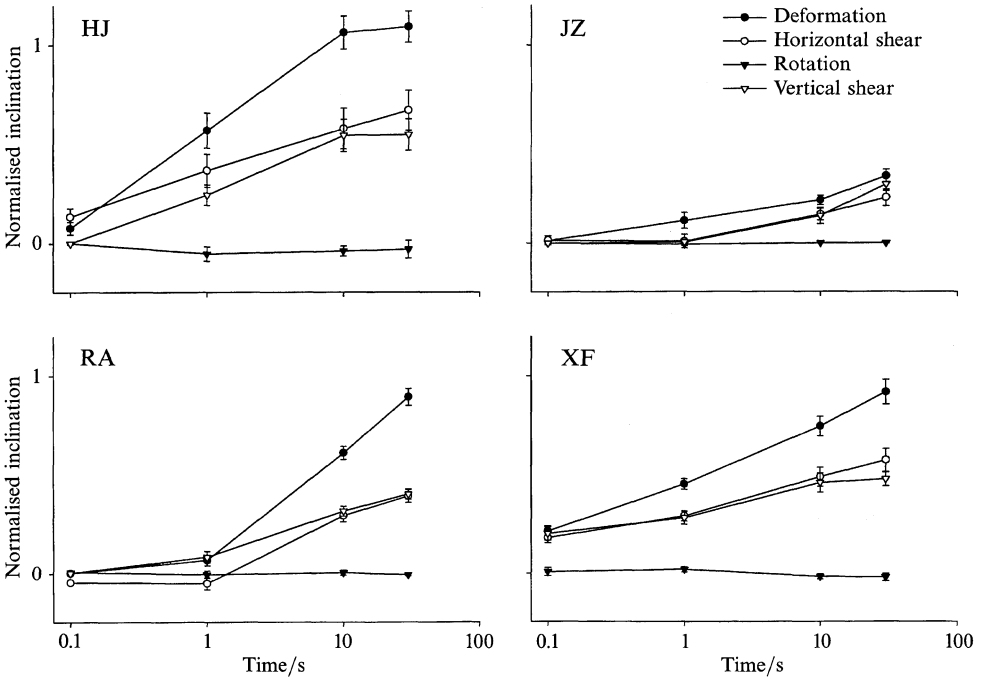 HJ
JZ
Deformation
Horizontal shear
Rotation
Vertical shear
Normalised inclination
1
0
RA
XF
Normalised inclination
1
0
0.1 1 10 100
0.1 1 10 100
Time/s
Time/s